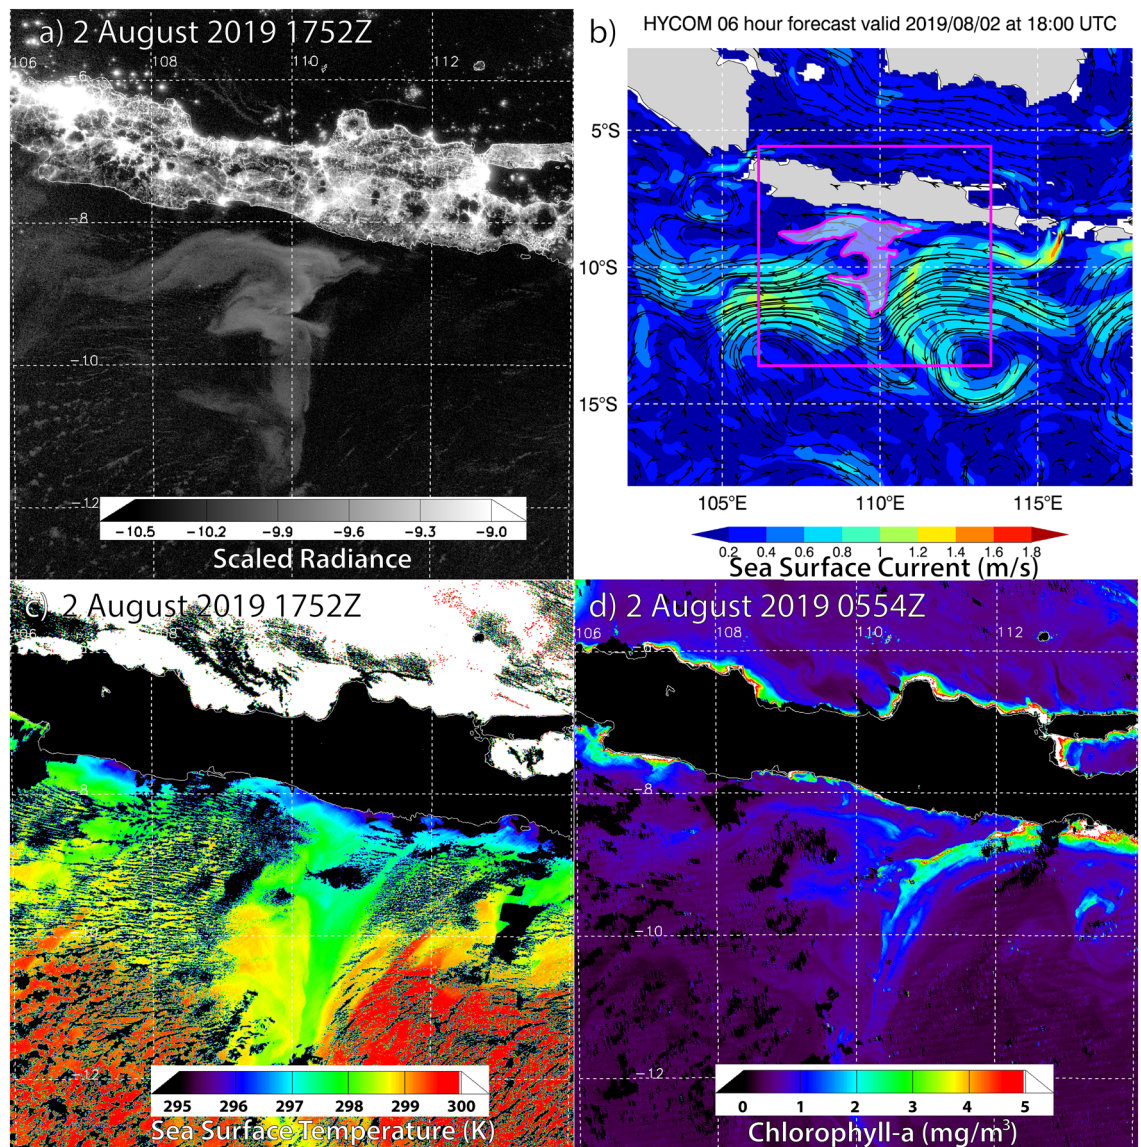 a) 2 August 2019 1752Z
106
108
110
112
-6
-8
-10
-12
-10.5 -10.2 -9.9 -9.6 -9.3 -9.0
Scaled Radiance
b) HYCOM 06 hour forecast valid 2019/08/02 at 18:00 UTC
5°S
10°S
15°S
105°E 110°E 115°E
0.2 0.4 0.6 0.8 1 1.2 1.4 1.6 1.8
Sea Surface Current (m/s)
c) 2 August 2019 1752Z
106
110
112
-6
-8
-10
-12
295 296 297 298 299 300
Sea Surface Temperature (K)
d) 2 August 2019 0554Z
106
108
110
112
-6
-8
-10
-12
0 1 2 3 4 5
Chlorophyll-a (mg/m³)